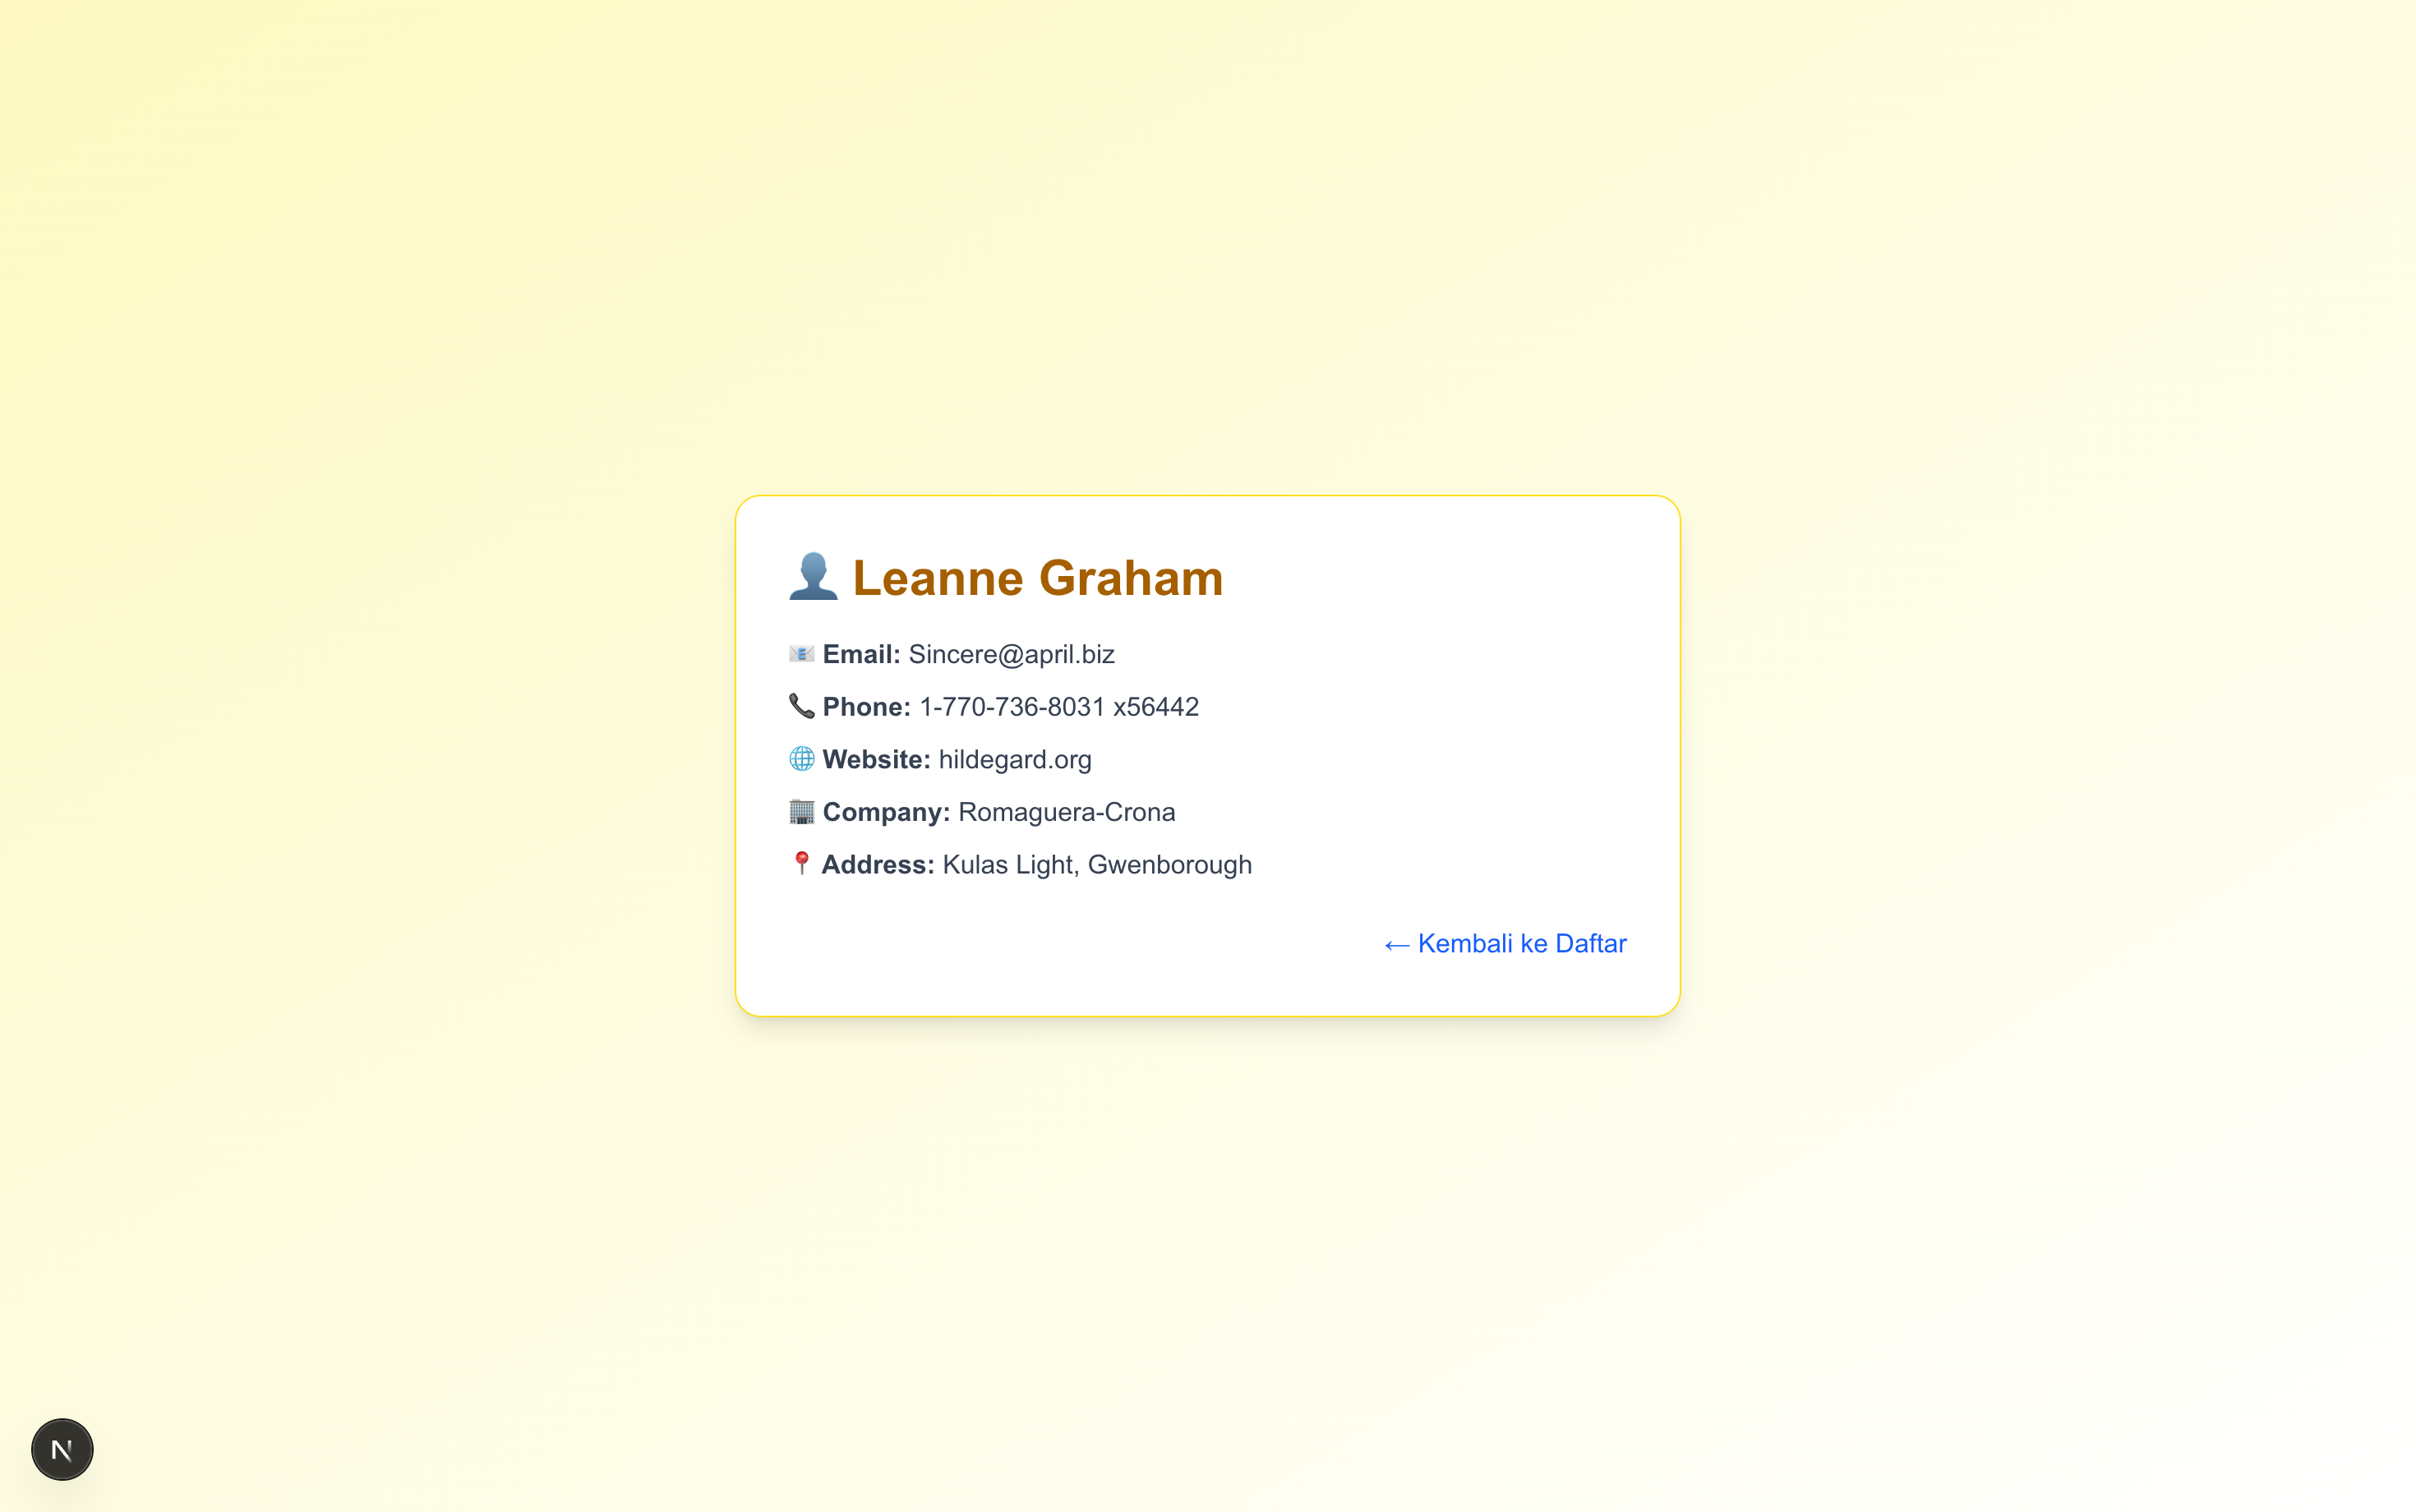 Leanne Graham
Email: Sincere@april.biz
Phone: 1-770-736-8031 x56442
Website: hildegard.org
Company: Romaguera-Crona
Address: Kulas Light, Gwenborough
← Kembali ke Daftar
N